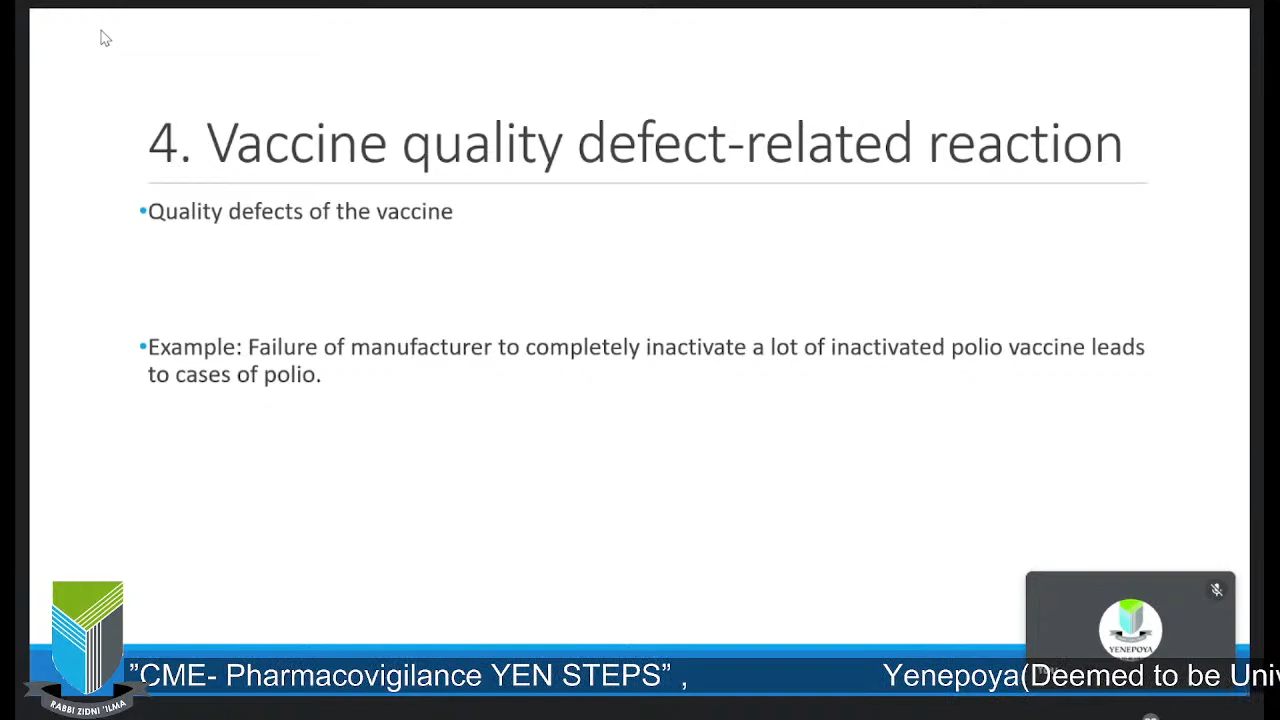 4. Vaccine quality defect-related reaction
•Quality defects of the vaccine
•Example: Failure of manufacturer to completely inactivate a lot of inactivated polio vaccine leads
to cases of polio.
YENEPOYA
”CME- Pharmacovigilance YEN STEPS” , Yenepoya(Deemed to be Univ
RABBI ZIDNI 'ILMA